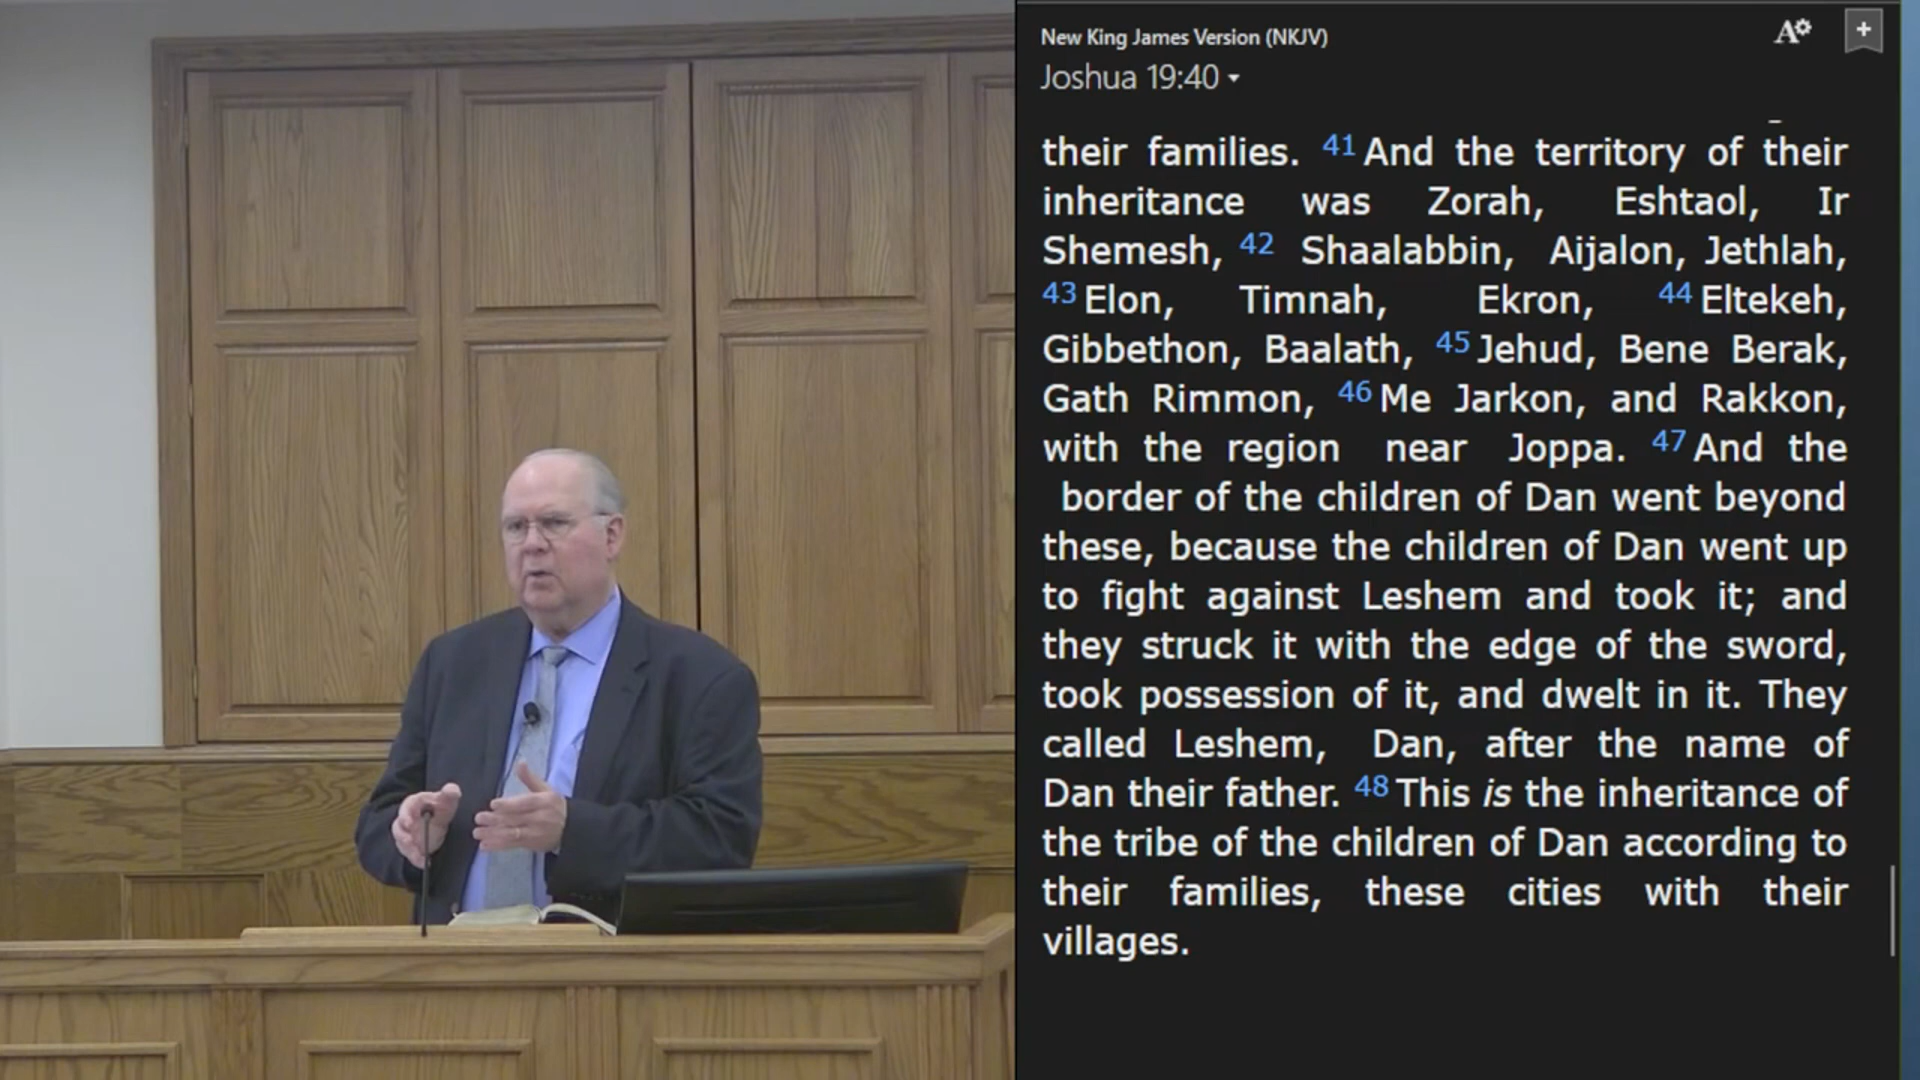 New King James Version (NKJV)
Joshua 19:40
their families. 41 And the territory of their
inheritance was Zorah, Eshtaol, Ir
Shemesh, 42 Shaalabbin, Aijalon, Jethlah,
43 Elon, Timnah, Ekron, 44 Eltekeh,
Gibbethon, Baalath, 45 Jehud, Bene Berak,
Gath Rimmon, 46 Me Jarkon, and Rakkon,
with the region near Joppa. 47 And the
border of the children of Dan went beyond
these, because the children of Dan went up
to fight against Leshem and took it; and
they struck it with the edge of the sword,
took possession of it, and dwelt in it. They
called Leshem, Dan, after the name of
Dan their father. 48 This is the inheritance of
the tribe of the children of Dan according to
their families, these cities with their
villages.